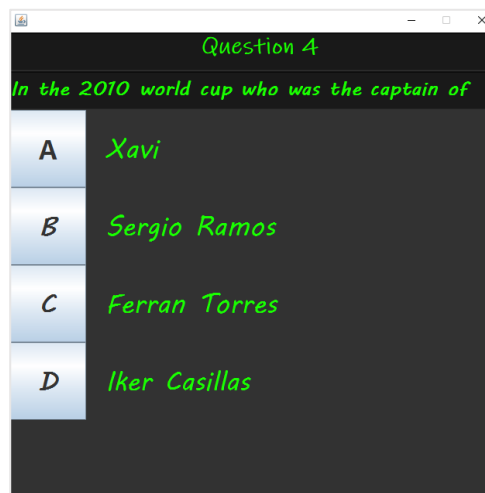 Question 4
In the 2010 world cup who was the captain of
A Xavi
B Sergio Ramos
C Ferran Torres
D Iker Casillas